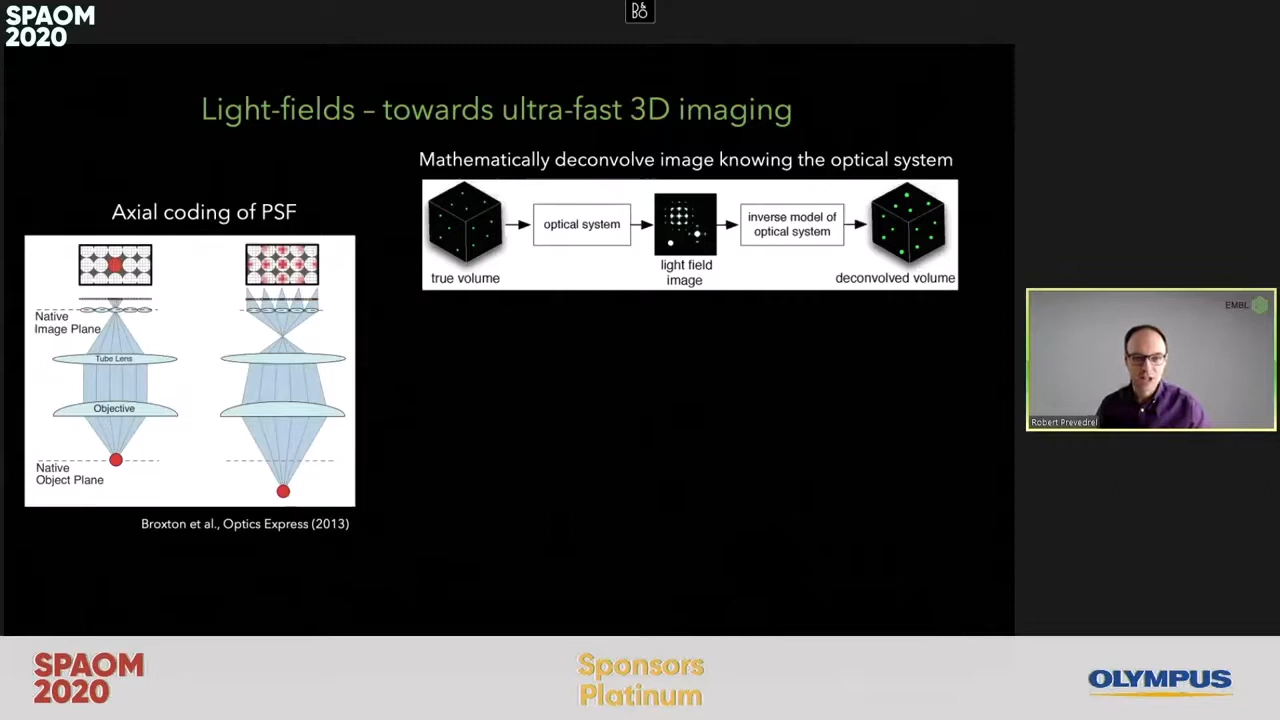 SPAOM
2020
D&
BO
Light-fields – towards ultra-fast 3D imaging
Mathematically deconvolve image knowing the optical system
true volume
optical system
light field
image
inverse model of
optical system
deconvolved volume
Axial coding of PSF
Native
Image Plane
Tube Lens
Objective
Native
Object Plane
Broxton et al., Optics Express (2013)
EMBL
Robert Prevedrel
SPAOM
2020
Sponsors
Platinum
OLYMPUS